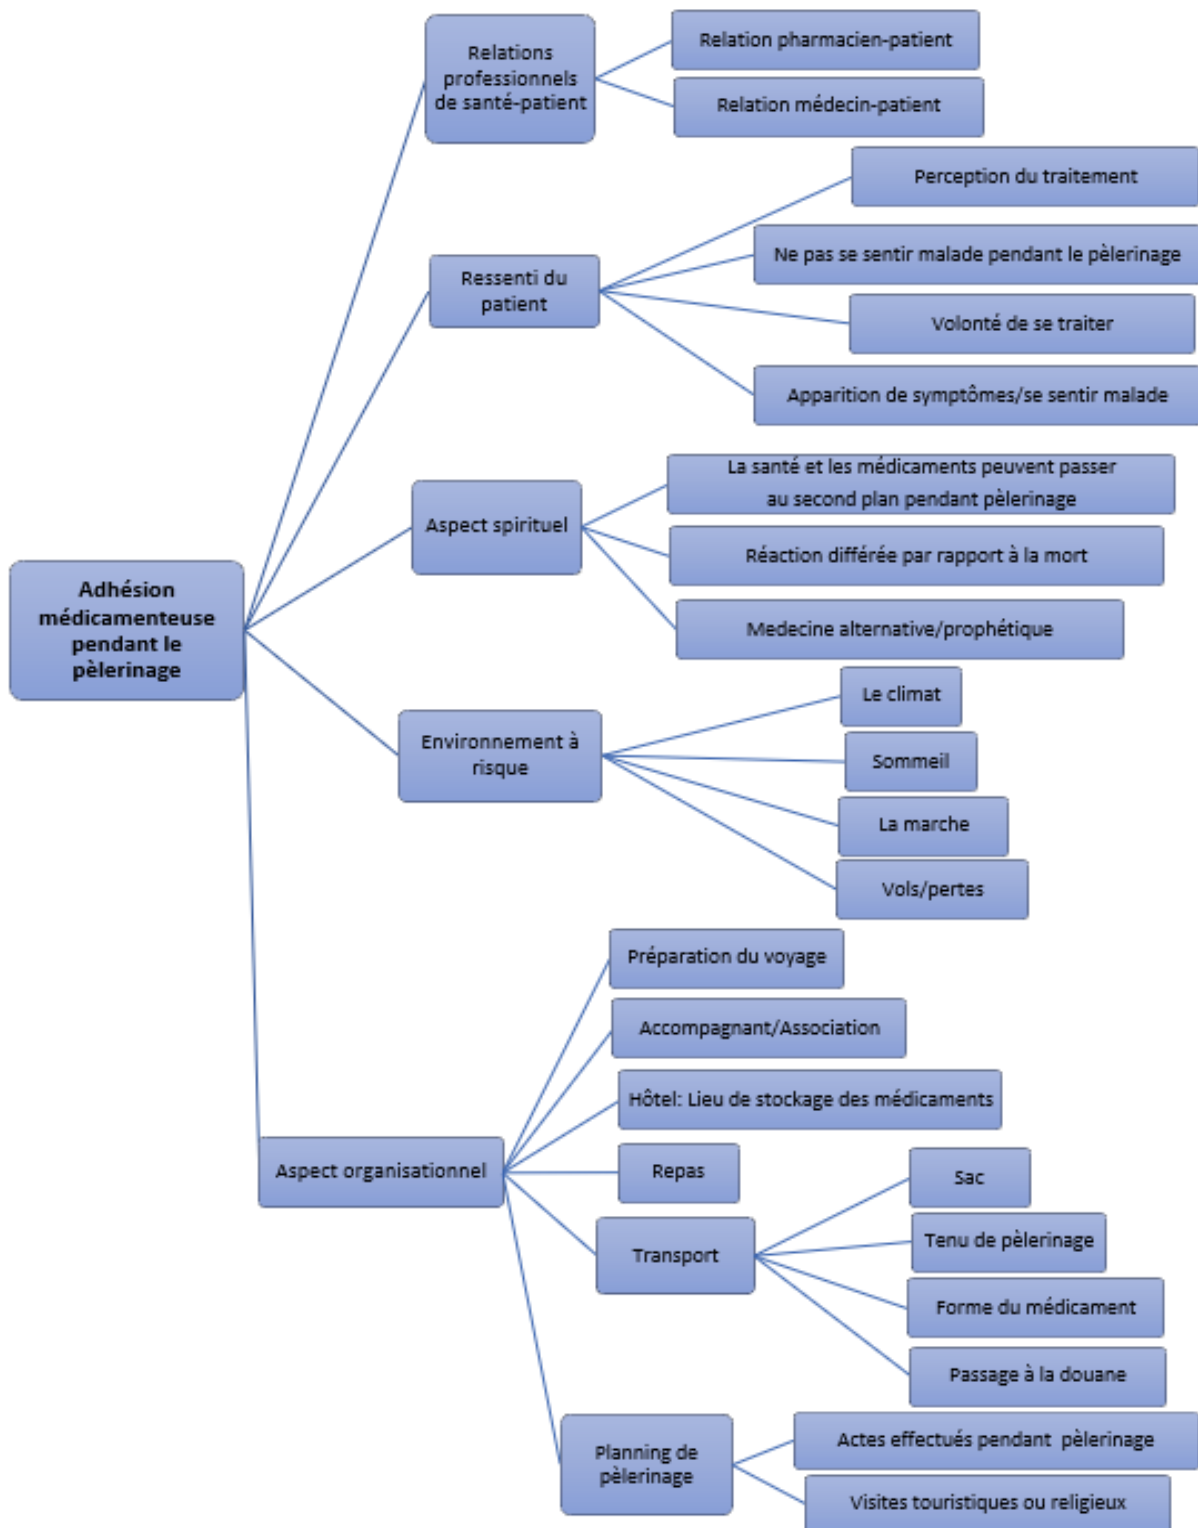 Relations
professionnels
de santé-patient
Relation pharmacien-patient
Relation médecin-patient
Ressenti du
patient
Perception du traitement
Ne pas se sentir malade pendant le pèlerinage
Volonté de se traiter
Apparition de symptômes/se sentir malade
Aspect spirituel
La santé et les médicaments peuvent passer
au second plan pendant pèlerinage
Réaction différée par rapport à la mort
Medecine alternative/prophétique
Adhésion
médicamenteuse
pendant le
pèlerinage
Environnement à
risque
Le climat
Sommeil
La marche
Vols/pertes
Aspect organisationnel
Préparation du voyage
Accompagnant/Association
Hôtel: Lieu de stockage des médicaments
Repas
Transport
Sac
Tenu de pèlerinage
Forme du médicament
Passage à la douane
Planning de
pèlerinage
Actes effectués pendant  pèlerinage
Visites touristiques ou religieux